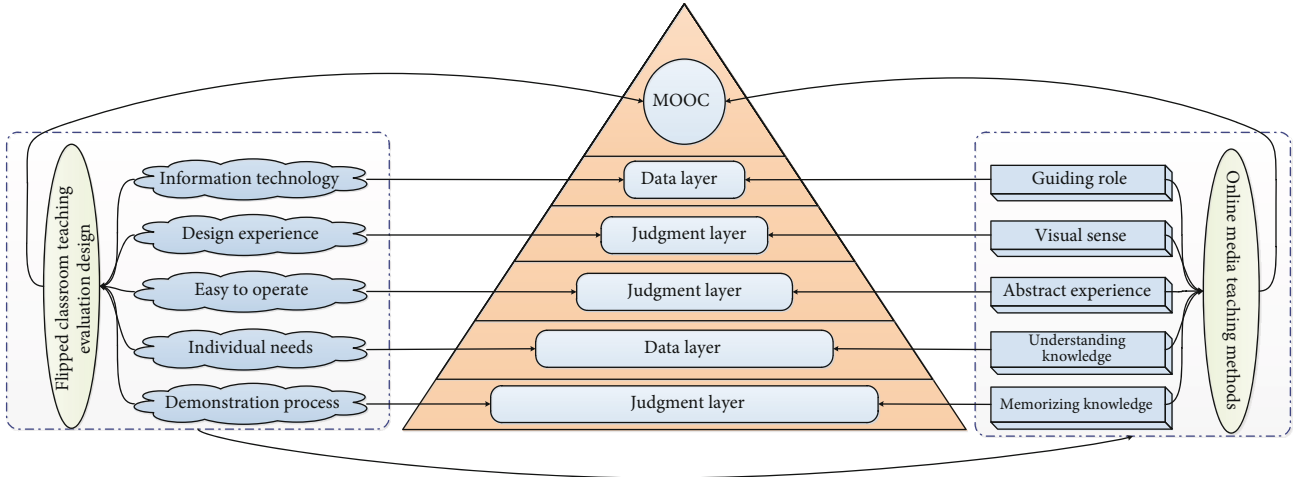 MOOC
Flipped classroom teaching
evaluation design
Information technology
Design experience
Easy to operate
Individual needs
Demonstration process
Data layer
Judgment layer
Judgment layer
Data layer
Judgment layer
Guiding role
Visual sense
Abstract experience
Understanding
knowledge
Memorizing knowledge
Online media teaching methods